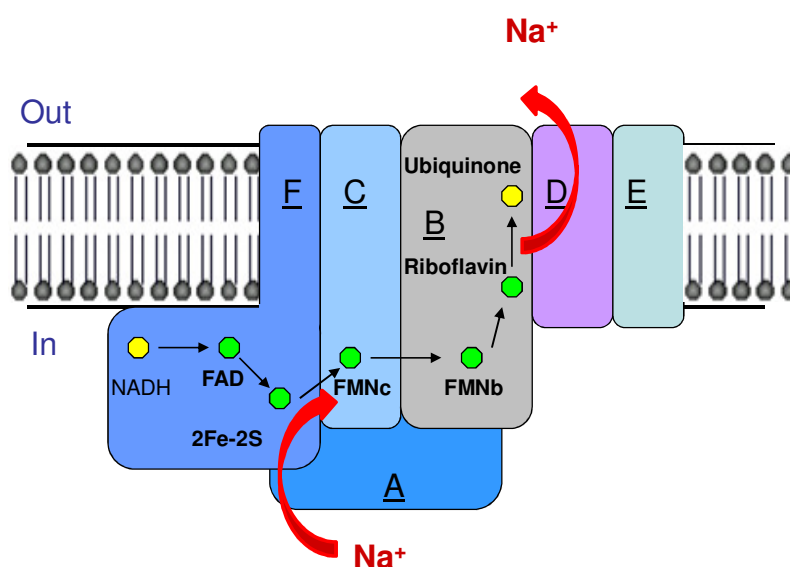 Na+
Out
Ubiquinone
F
C
D
E
B
Riboflavin
In
NADH
FAD
FMNc
FMNb
2Fe-2S
A
Na+